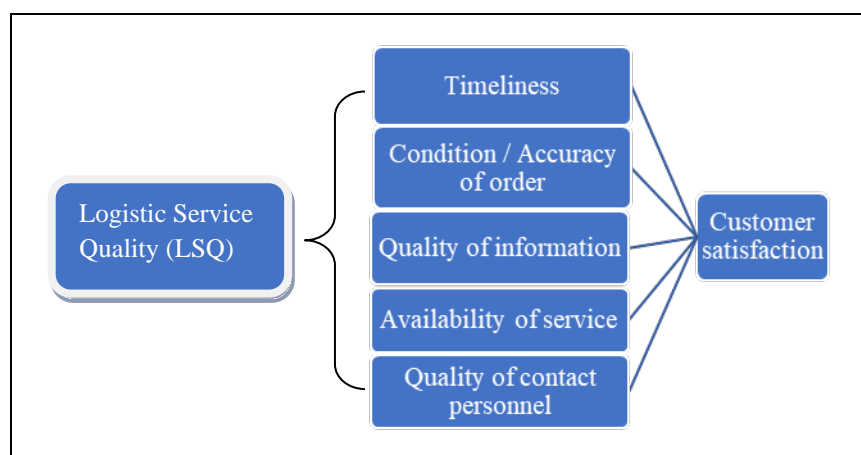 Timeliness
Condition / Accuracy
of order
Logistic Service
Quality (LSQ)
Quality of information
Customer
satisfaction
Availability of service
Quality of contact
personnel